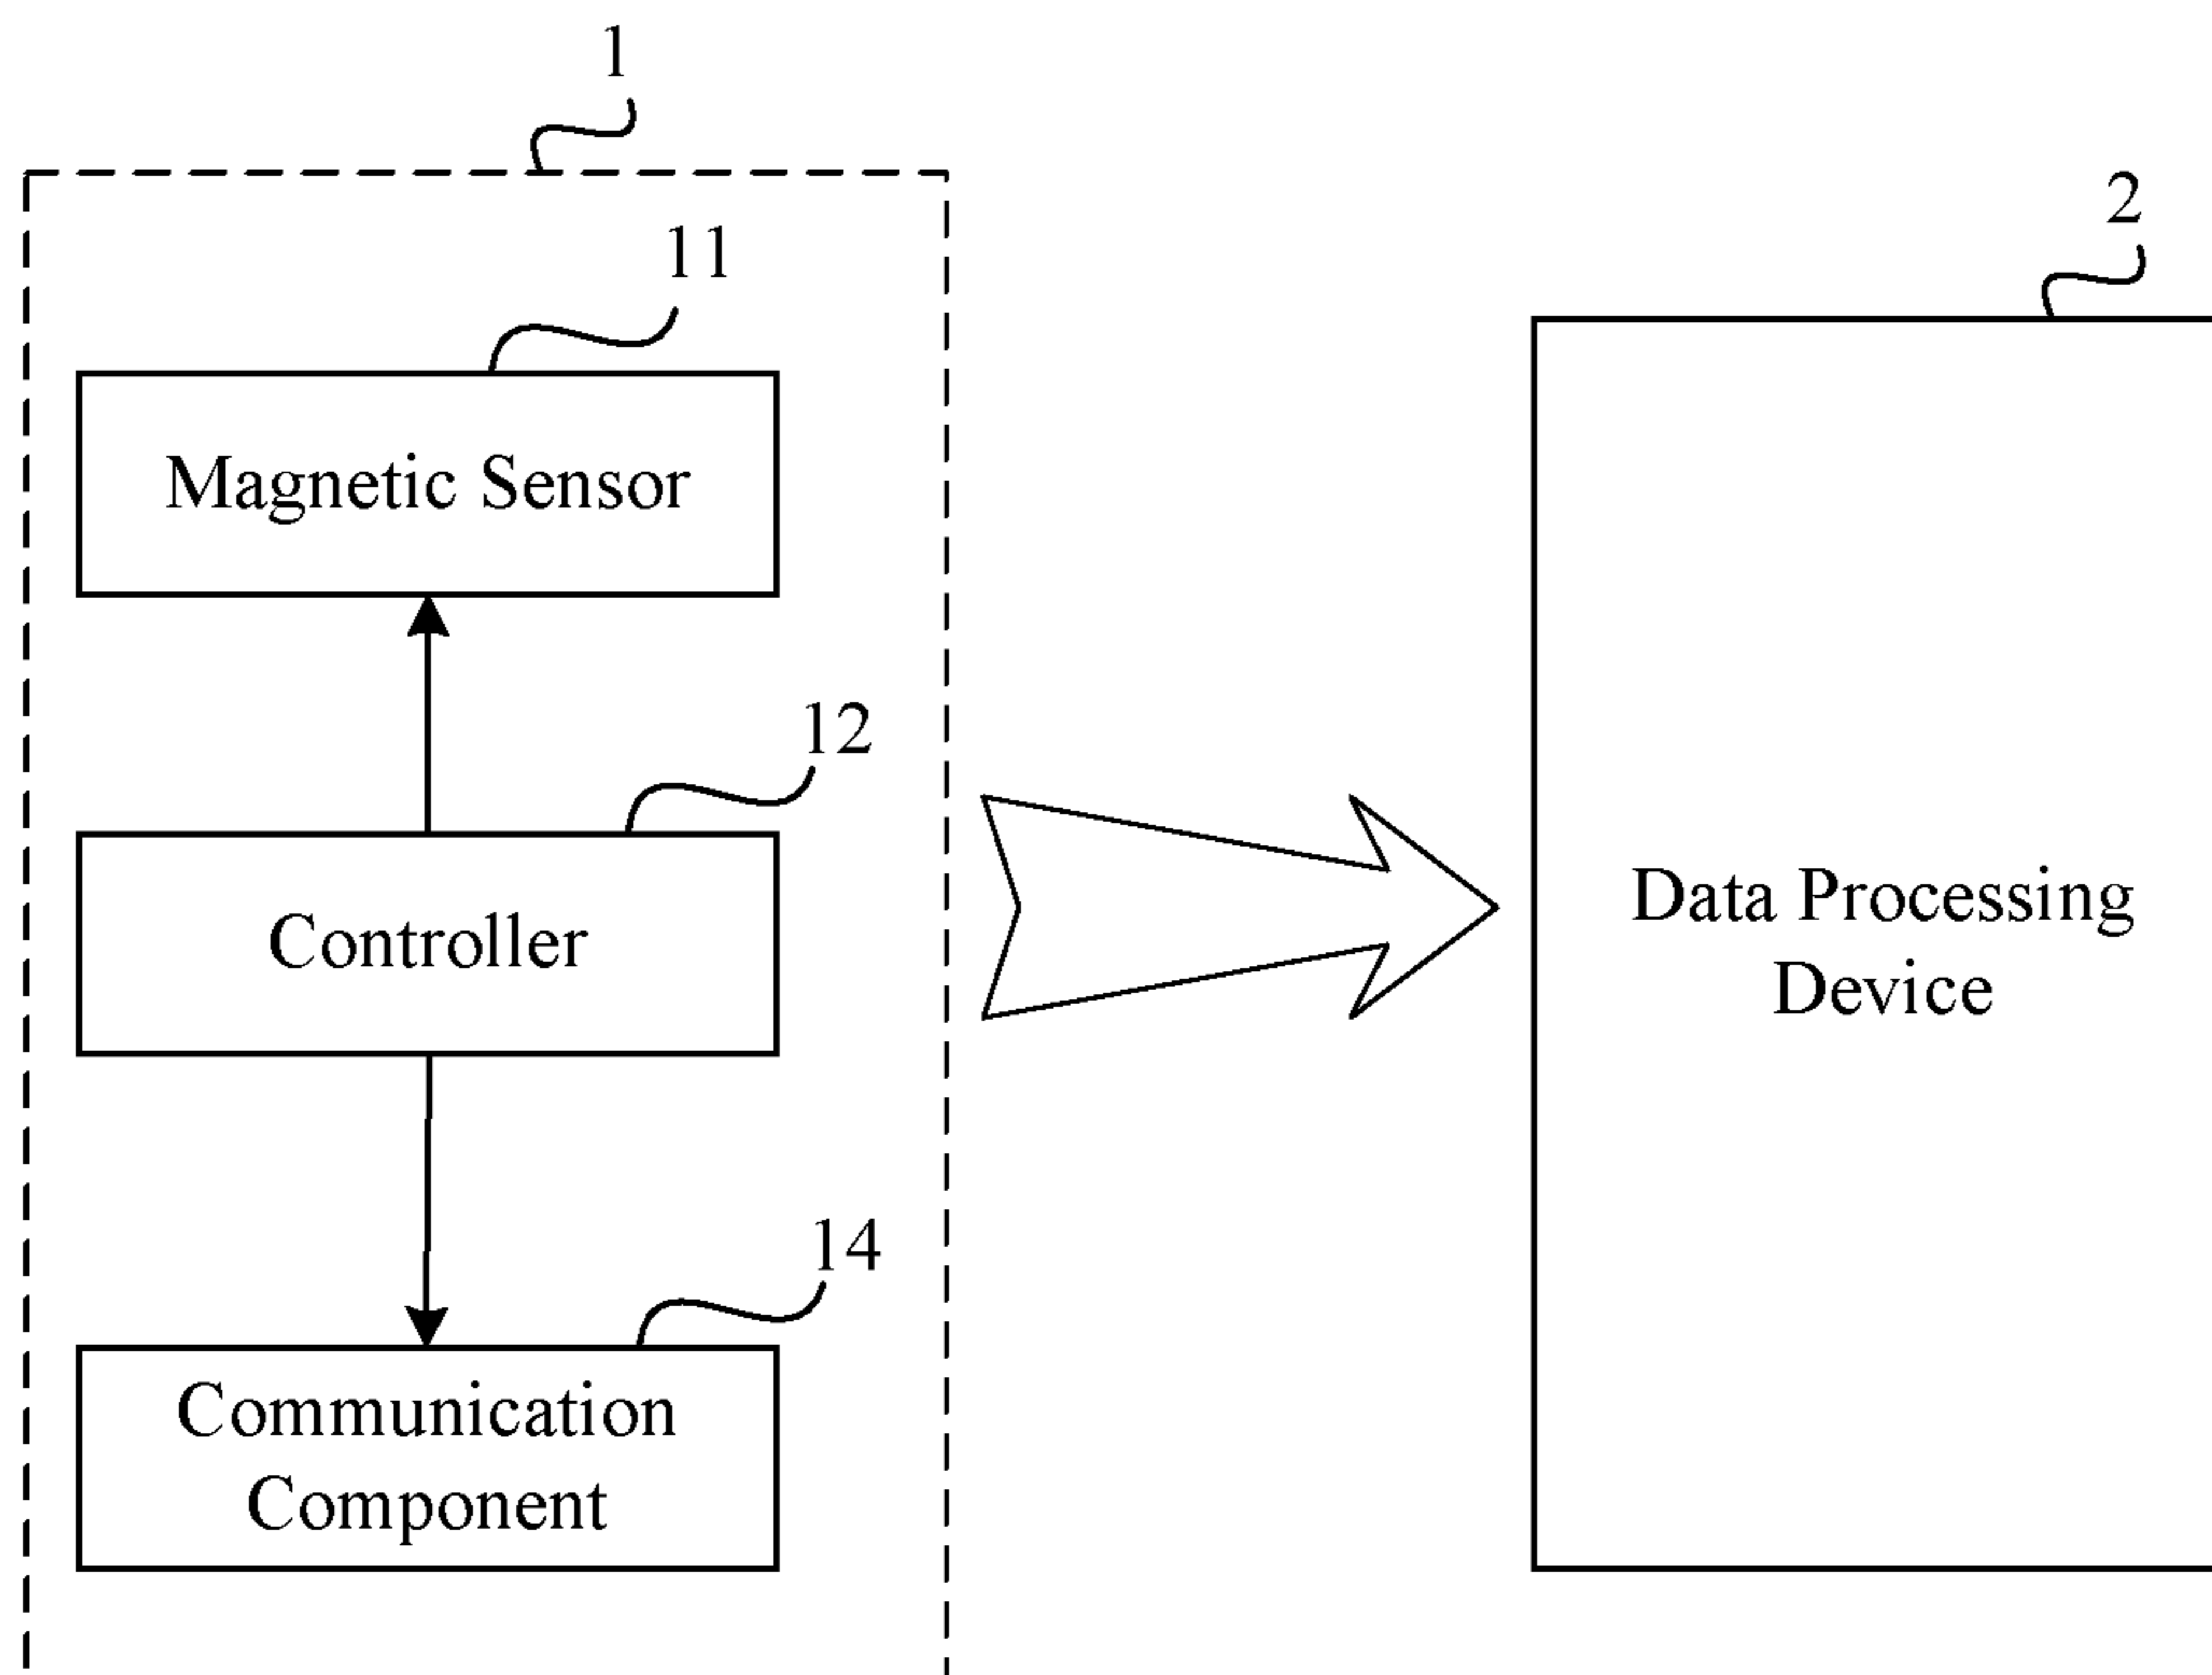 1
11
Magnetic Sensor
12
Controller
14
Communication
Component
2
Data Processing
Device